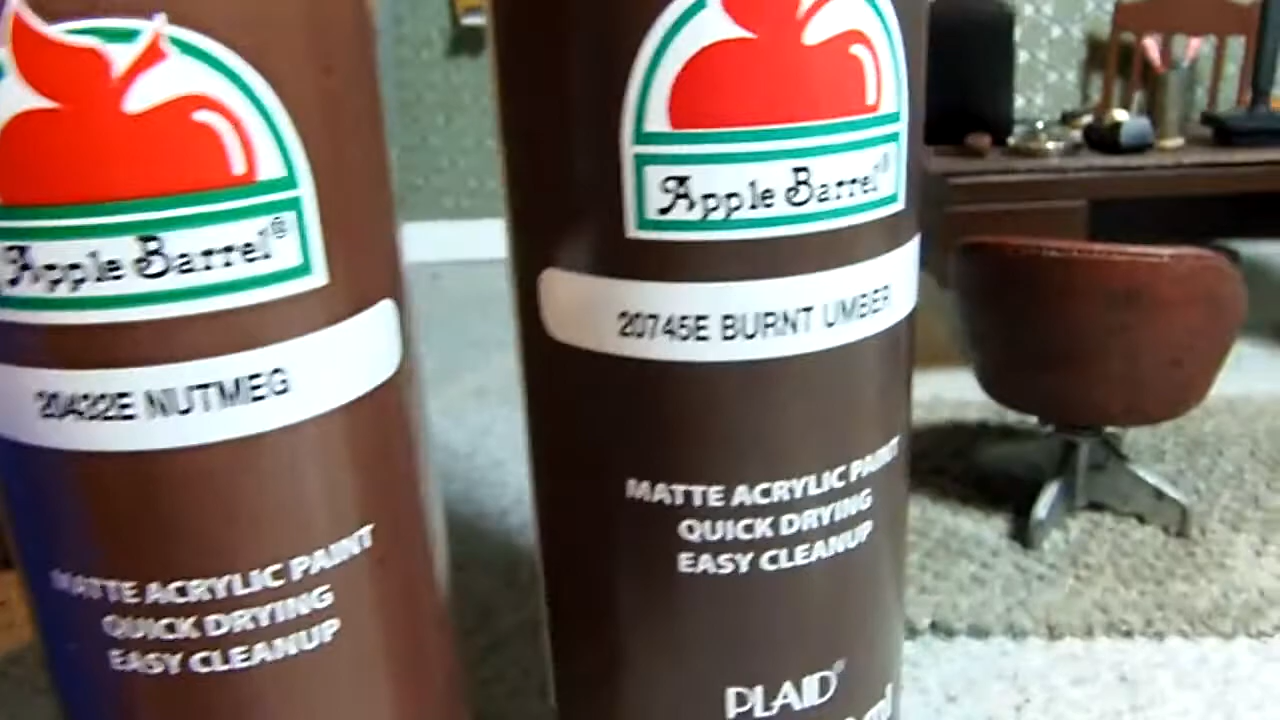 Apple Barrel®
20422E NUTMEG
MATTE ACRYLIC PAINT
QUICK DRYING
EASY CLEANUP
Apple Barrel®
20745E BURNT UMBER
MATTE ACRYLIC PAINT
QUICK DRYING
EASY CLEANUP
PLAID®
ml